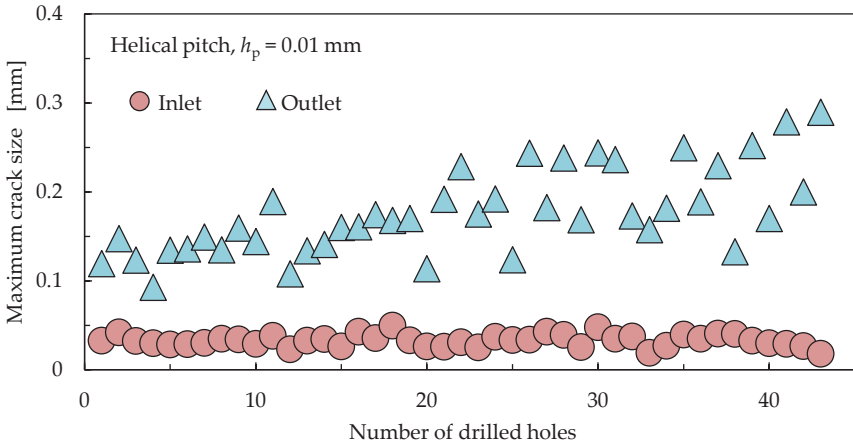 0.4
Helical pitch, hₚ = 0.01 mm
0.3
Inlet
Outlet
0.2
0.1
0
Maximum crack size [mm]
0
10
20
30
40
Number of drilled holes